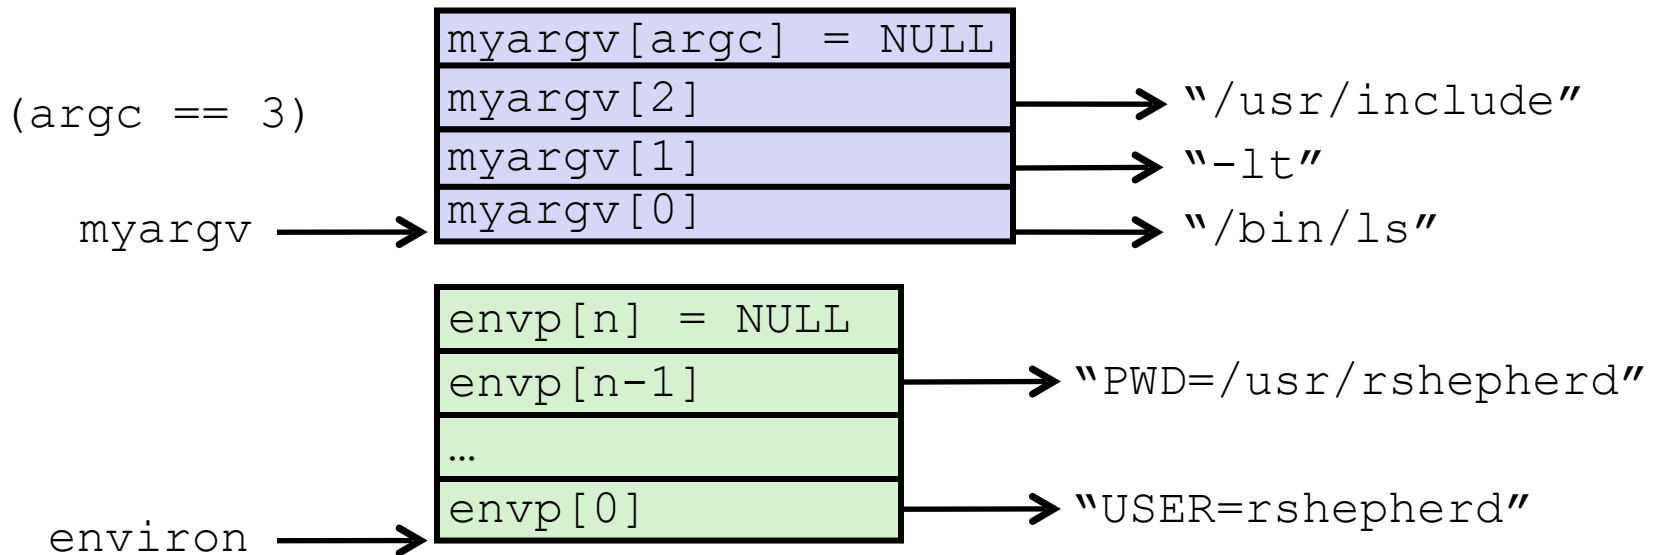 myargv[argc] = NULL
(argc == 3)
myargv[2]
“/usr/include”
myargv[1]
“-lt”
myargv
myargv[0]
“/bin/ls”
envp[n] = NULL
envp[n-1]
“PWD=/usr/rshepherd”
…
environ
envp[0]
“USER=rshepherd”